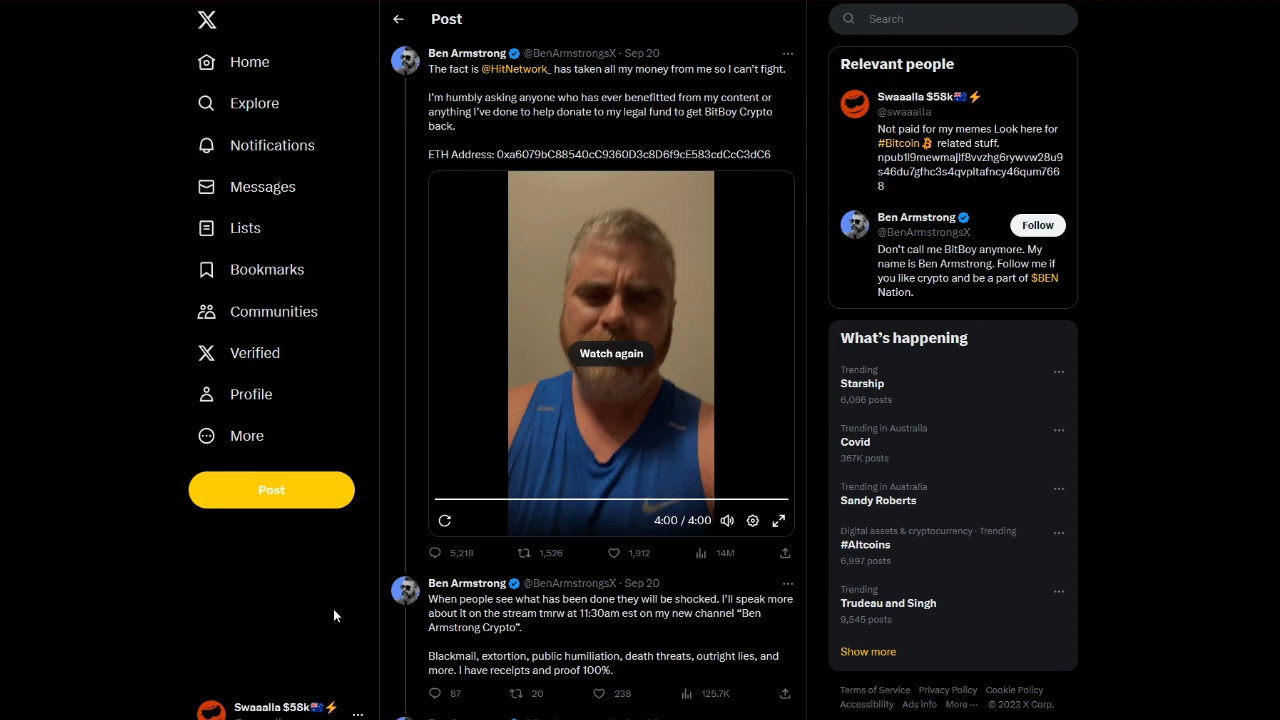 Home
Explore
Notifications
Messages
Lists
Bookmarks
Communities
Verified
Profile
More
Post
Swaaalla $58k🇦🇺⚡
Post
Ben Armstrong @BenArmstrongsX · Sep 20
The fact is @HitNetwork_ has taken all my money from me so I can't fight.
I'm humbly asking anyone who has ever benefitted from my content or
anything I've done to help donate to my legal fund to get BitBoy Crypto
back.
ETH Address: 0xa6079bC88540cC9360D3c8D6f9cE583cdCcC3dC6
Watch again
4:00 / 4:00
5,218 1,526 1,912 14M
Ben Armstrong @BenArmstrongsX · Sep 20
When people see what has been done they will be shocked. I'll speak more
about it on the stream tmrw at 11:30am est on my new channel “Ben
Armstrong Crypto”.
Blackmail, extortion, public humiliation, death threats, outright lies, and
more. I have receipts and proof 100%.
87 20 238 125.7K
Search
Relevant people
Swaaalla $58k🇦🇺⚡
@swaaalla
Not paid for my memes Look here for
#Bitcoin related stuff.
npub1l9mewmajlf8vvzhg6rywvw28u9
s46du7gfhc3s4qvpltafncy46qum766
8
Ben Armstrong
@BenArmstrongsX
Follow
Don't call me BitBoy anymore. My
name is Ben Armstrong. Follow me if
you like crypto and be a part of $BEN
Nation.
What's happening
Trending
Starship
6,066 posts
Trending in Australia
Covid
367K posts
Trending in Australia
Sandy Roberts
Digital assets & cryptocurrency · Trending
#Altcoins
6,997 posts
Trending
Trudeau and Singh
9,545 posts
Show more
Terms of Service Privacy Policy Cookie Policy
Accessibility Ads info More ··· © 2023 X Corp.